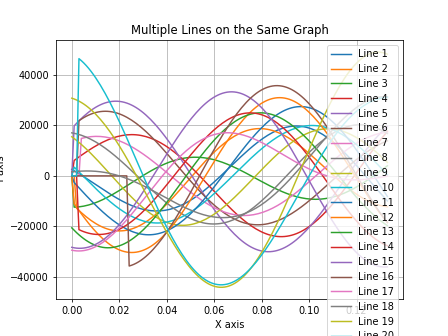 Multiple Lines on the Same Graph
40000
20000
0
−20000
−40000
0.00
0.02
0.04
0.06
0.08
0.10
X axis
Line 1
Line 2
Line 3
Line 4
Line 5
Line 6
Line 7
Line 8
Line 9
Line 10
Line 11
Line 12
Line 13
Line 14
Line 15
Line 16
Line 17
Line 18
Line 19
Line 20